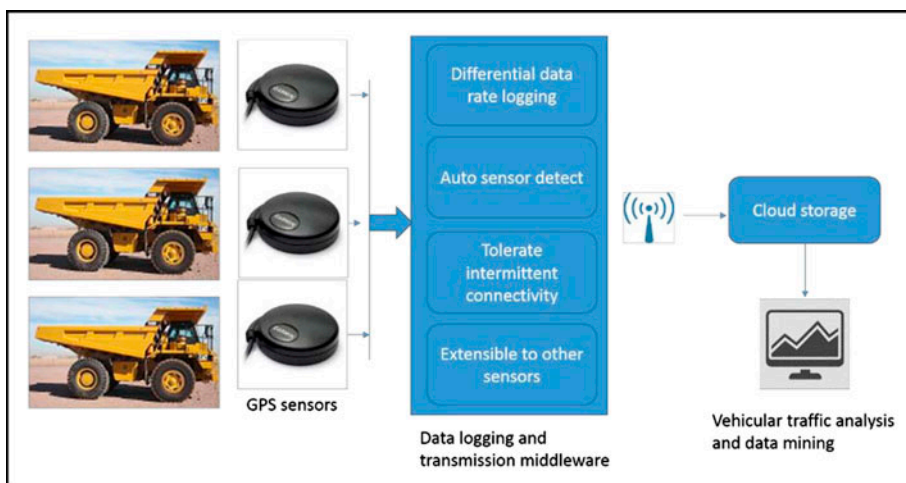 Differential data
rate logging
Auto sensor detect
Tolerate
intermittent
connectivity
Extensible to other
sensors
Cloud storage
GPS sensors
Data logging and
transmission middleware
Vehicular traffic analysis
and data mining